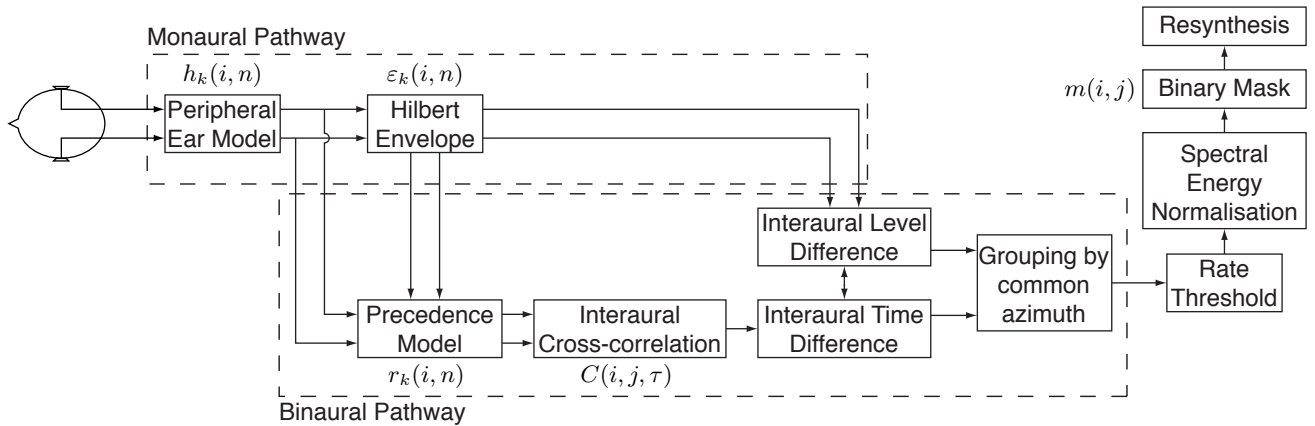 Monaural Pathway
h_k(i, n)
ε_k(i, n)
Peripheral
Ear Model
Hilbert
Envelope
Interaural Level
Difference
Grouping by
common
azimuth
Precedence
Model
r_k(i, n)
Interaural
Cross-correlation
C(i, j, τ)
Interaural Time
Difference
Binaural Pathway
Rate
Threshold
Spectral
Energy
Normalisation
m(i, j)
Binary Mask
Resynthesis